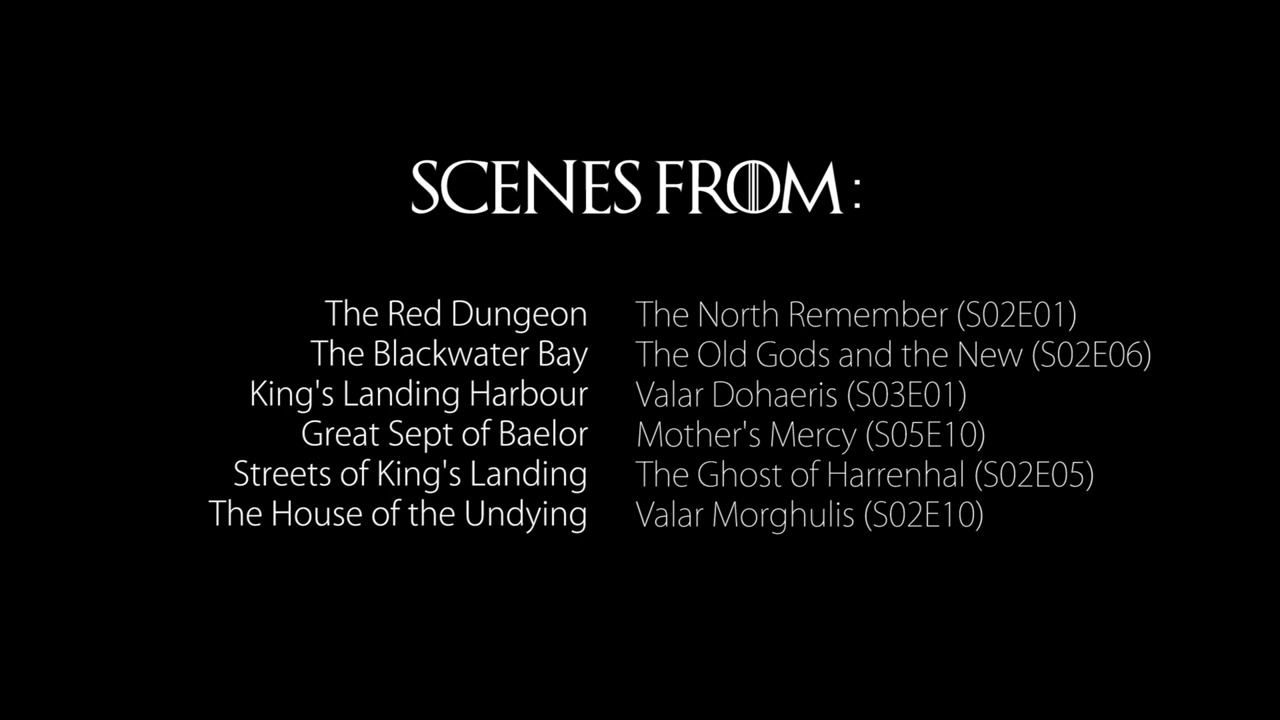 SCENES FROM:
The Red Dungeon The North Remember (S02E01)
The Blackwater Bay The Old Gods and the New (S02E06)
King's Landing Harbour Valar Dohaeris (S03E01)
Great Sept of Baelor Mother's Mercy (S05E10)
Streets of King's Landing The Ghost of Harrenhal (S02E05)
The House of the Undying Valar Morghulis (S02E10)